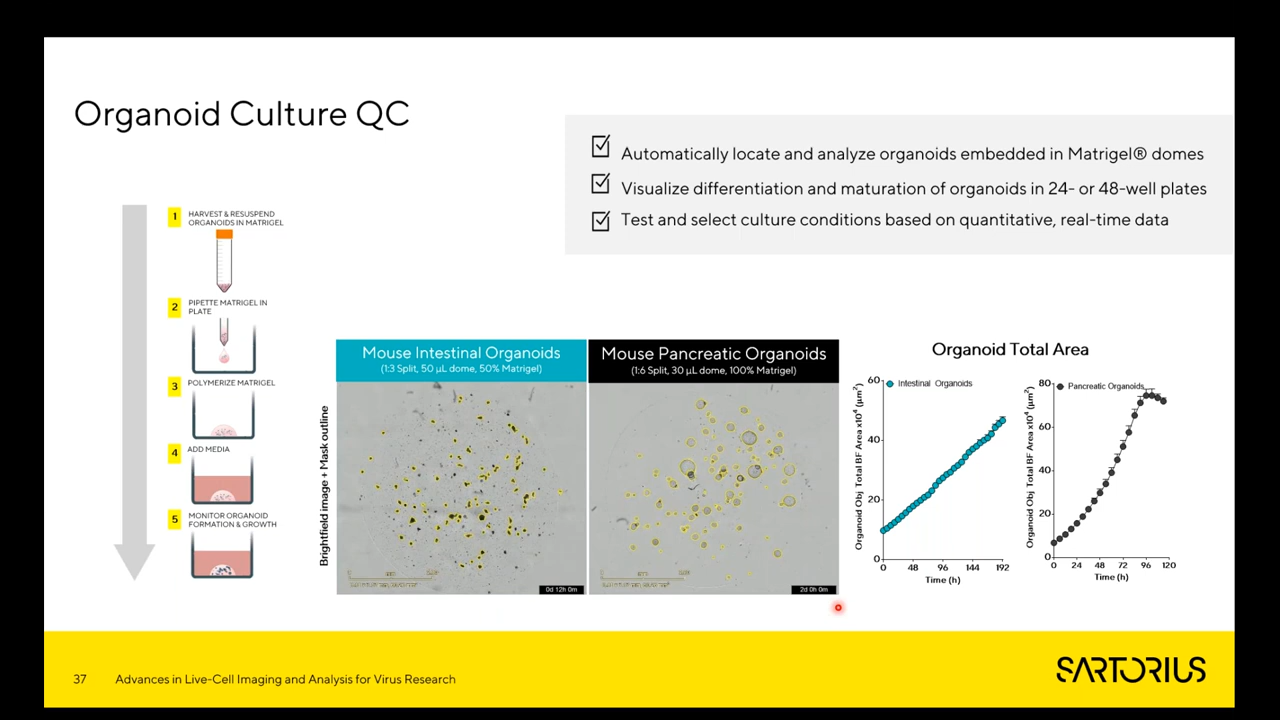 Organoid Culture QC
Automatically locate and analyze organoids embedded in Matrigel® domes
Visualize differentiation and maturation of organoids in 24- or 48-well plates
Test and select culture conditions based on quantitative, real-time data
1
HARVEST & RESUSPEND
ORGANOIDS IN MATRIGEL
2
PIPETTE MATRIGEL IN
PLATE
3
POLYMERIZE MATRIGEL
4
ADD MEDIA
5
MONITOR ORGANOID
FORMATION & GROWTH
Brightfield image + Mask outline
Mouse Intestinal Organoids
(1:3 Split, 50 µL dome, 50% Matrigel)
0d 12h 0m
Mouse Pancreatic Organoids
(1:6 Split, 30 µL dome, 100% Matrigel)
2d 0h 0m
Organoid Total Area
Organoid Obj Total BF Area x10⁴ (µm²)
60
40
20
0
Intestinal Organoids
0 48 96 144 192
Time (h)
Organoid Obj Total BF Area x10⁴ (µm²)
80
60
40
20
0
Pancreatic Organoids
0 24 48 72 96 120
Time (h)
37 Advances in Live-Cell Imaging and Analysis for Virus Research
SARTORIUS